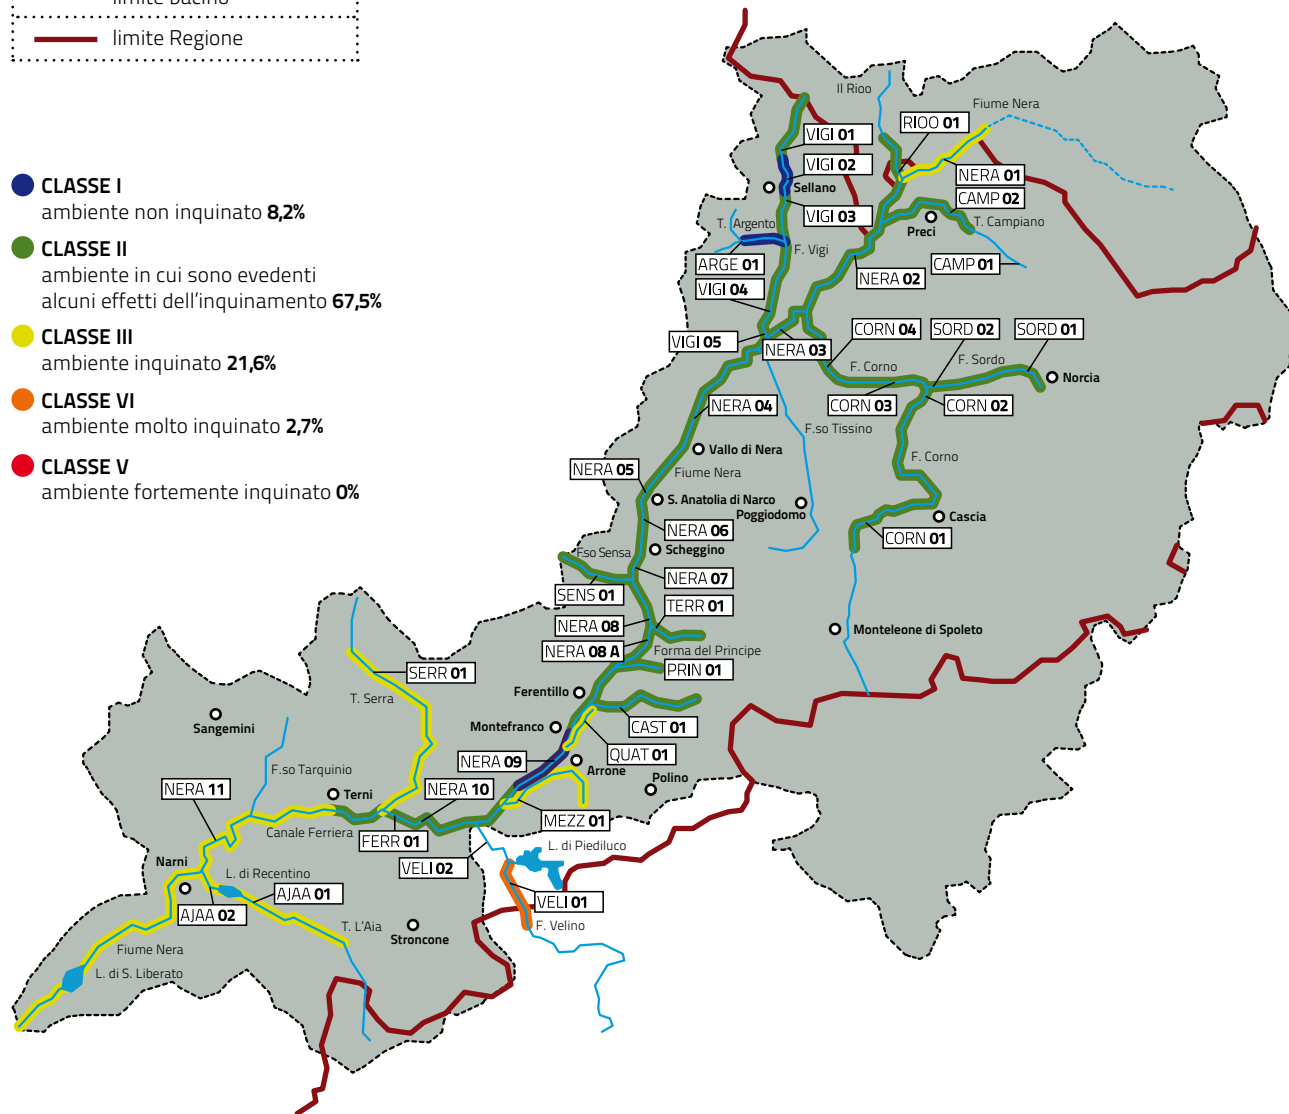 limite Bacino
limite Regione
CLASSE I
ambiente non inquinato 8,2%
CLASSE II
ambiente in cui sono evedenti
alcuni effetti dell'inquinamento 67,5%
CLASSE III
ambiente inquinato 21,6%
CLASSE VI
ambiente molto inquinato 2,7%
CLASSE V
ambiente fortemente inquinato 0%
Il Rioo
Fiume Nera
RIOO 01
VIGI 01
VIGI 02
Sellano
NERA 01
CAMP 02
VIGI 03
T. Argento
Preci
T. Campiano
F. Vigi
ARGE 01
CAMP 01
NERA 02
VIGI 04
VIGI 05
NERA 03
CORN 04
SORD 02
SORD 01
F. Sordo
F. Corno
Norcia
NERA 04
CORN 03
CORN 02
F.so Tissino
Vallo di Nera
F. Corno
NERA 05
Fiume Nera
S. Anatolia di Narco
Poggiodomo
Cascia
NERA 06
CORN 01
Scheggino
F.so Sensa
NERA 07
SENS 01
TERR 01
NERA 08
Monteleone di Spoleto
NERA 08 A
Forma del Principe
PRIN 01
SERR 01
T. Serra
Ferentillo
Sangemini
Montefranco
CAST 01
QUAT 01
NERA 09
Arrone
F.so Tarquinio
Polino
NERA 11
Terni
NERA 10
MEZZ 01
Canale Ferriera
FERR 01
L. di Piediluco
Narni
VELI 02
L. di Recentino
AJAA 01
VELI 01
AJAA 02
T. L'Aia
F. Velino
Stroncone
Fiume Nera
L. di S. Liberato